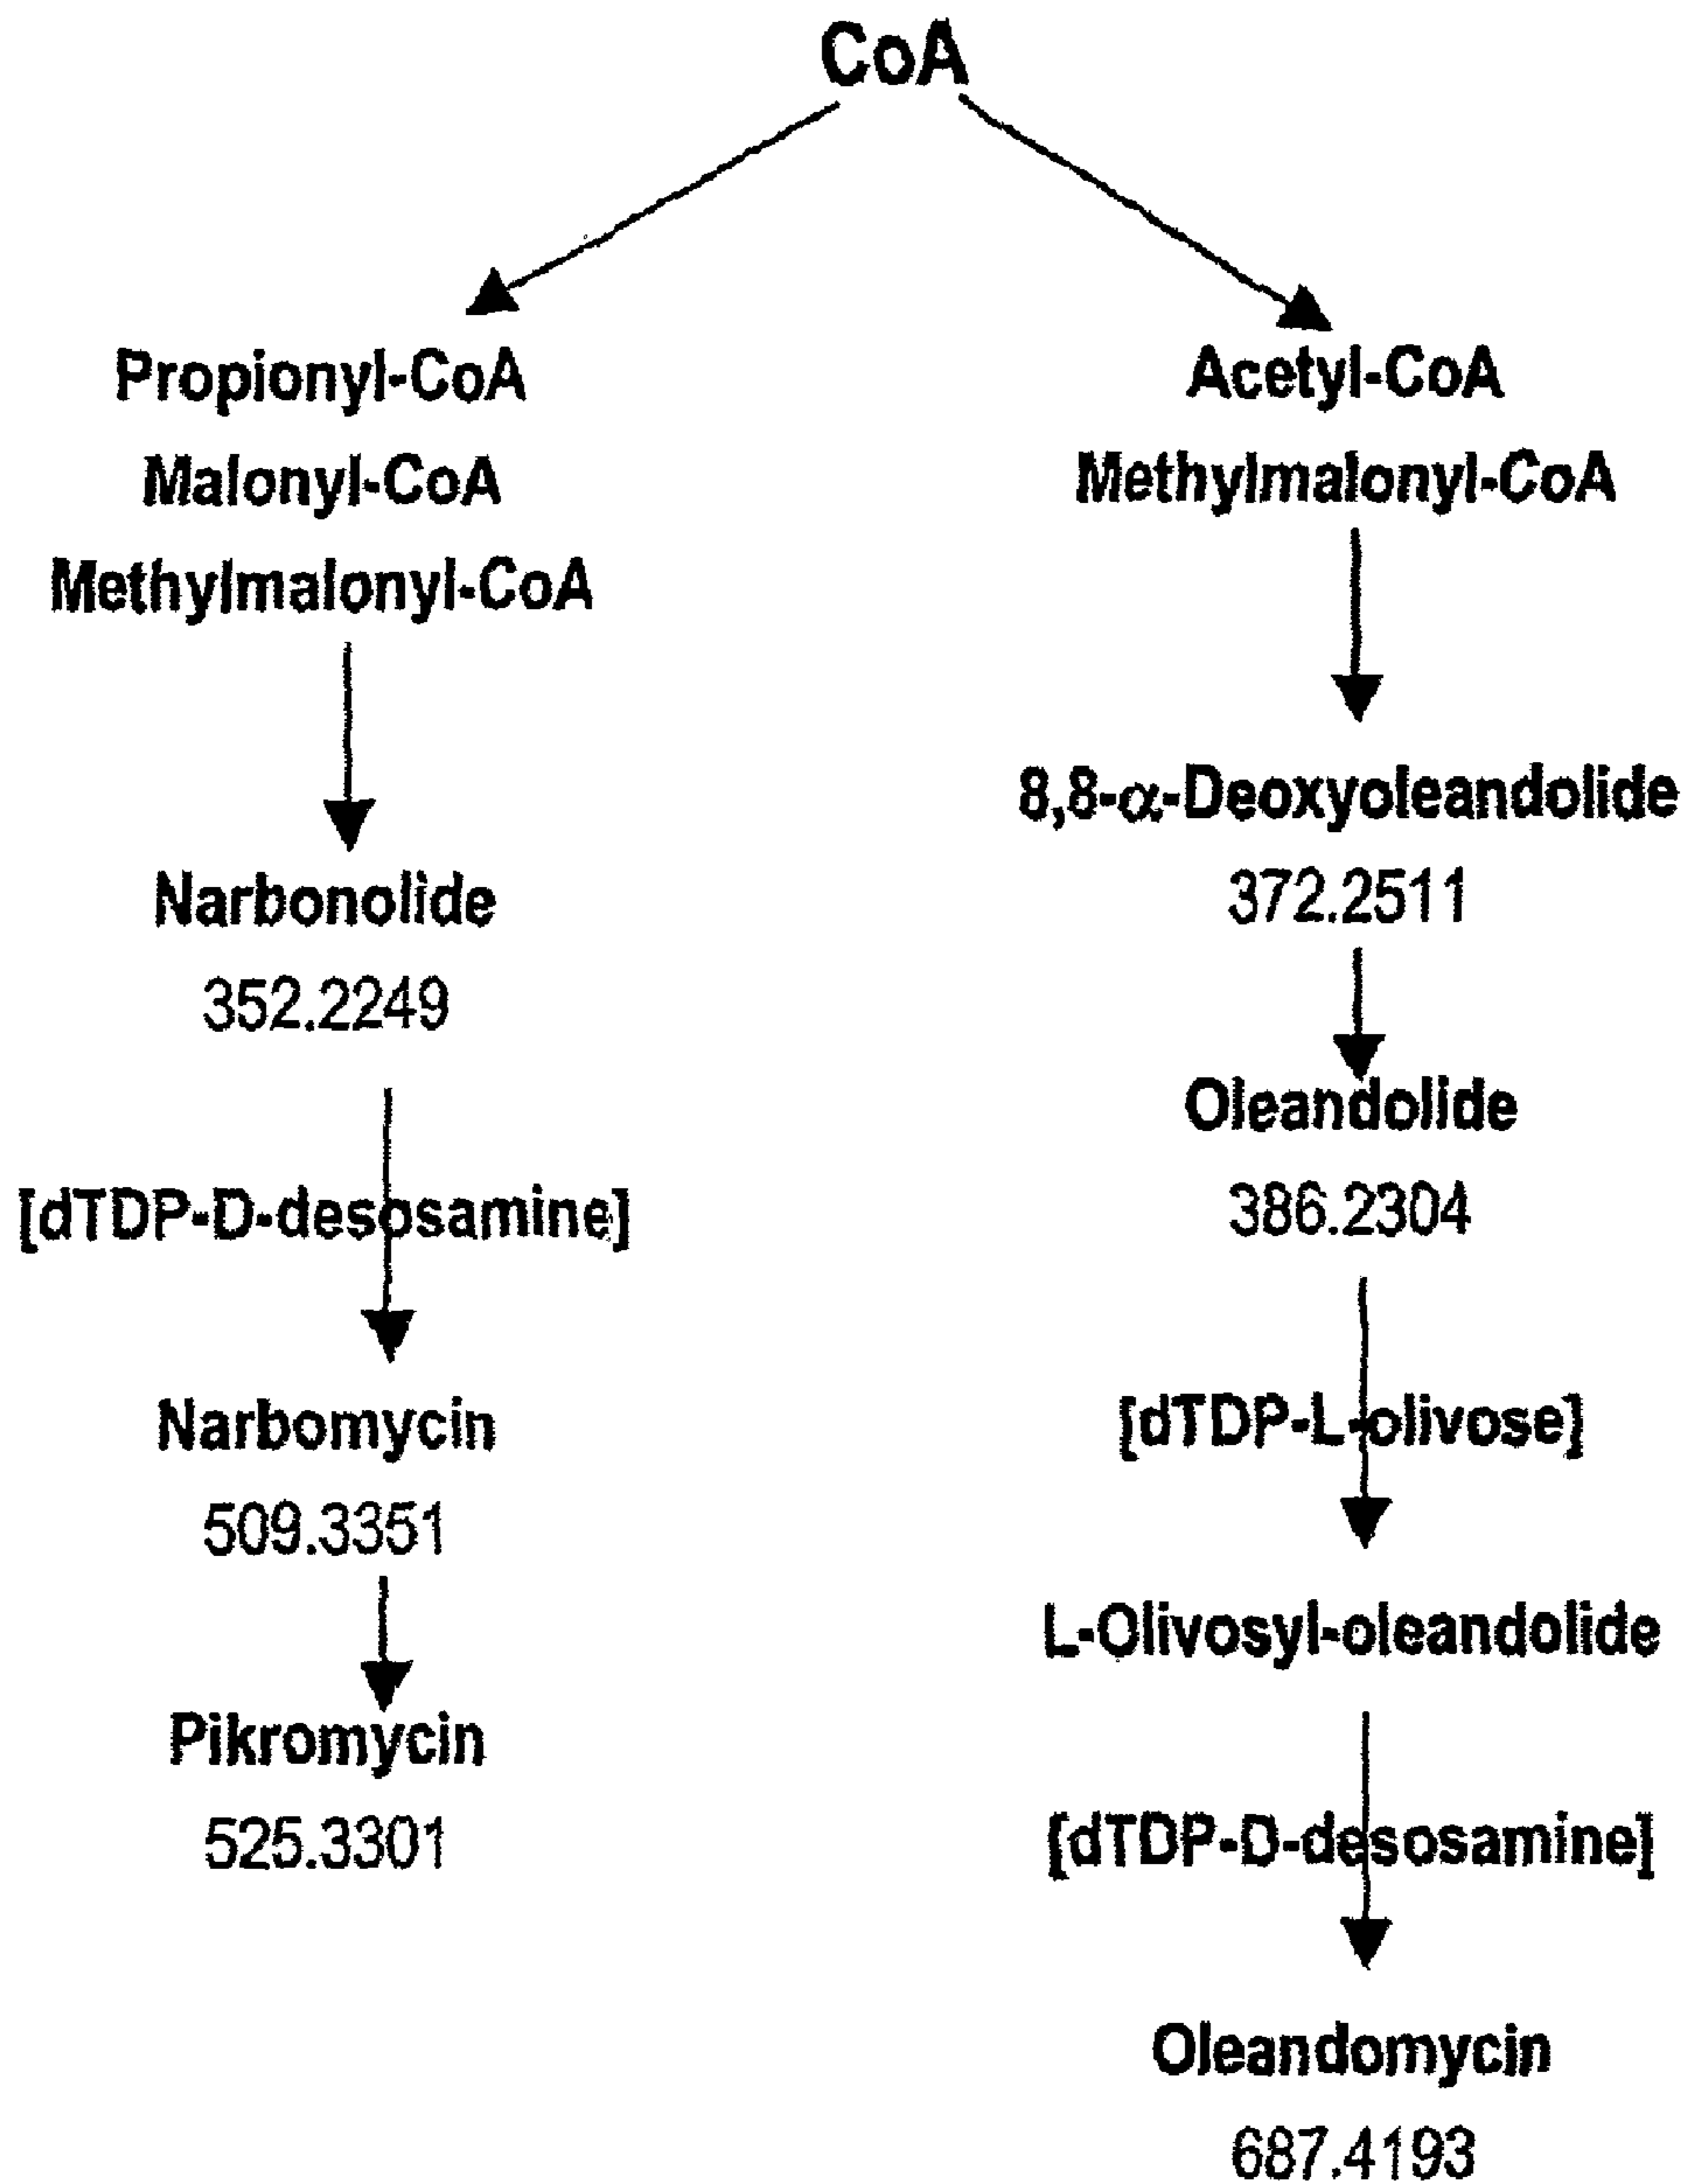 CoA
Propionyl-CoA
Malonyl-CoA
Methylmalonyl-CoA
Narbonolide
352.2249
[dTDP-D-desosamine]
Narbomycin
509.3351
Pikromycin
525.3301
Acetyl-CoA
Methylmalonyl-CoA
8,8-α-Deoxyoleandolide
372.2511
Oleandolide
386.2304
[dTDP-L-olivose]
L-Olivosyl-oleandolide
[dTDP-D-desosamine]
Oleandomycin
687.4193